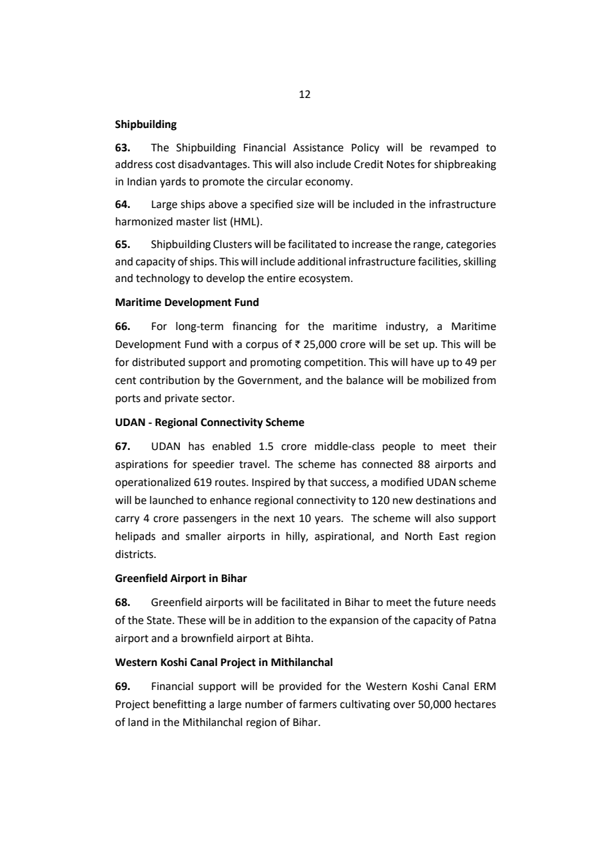 12
Shipbuilding
63. The Shipbuilding Financial Assistance Policy will be revamped to
address cost disadvantages. This will also include Credit Notes for shipbreaking
in Indian yards to promote the circular economy.
64. Large ships above a specified size will be included in the infrastructure
harmonized master list (HML).
65. Shipbuilding Clusters will be facilitated to increase the range, categories
and capacity of ships. This will include additional infrastructure facilities, skilling
and technology to develop the entire ecosystem.
Maritime Development Fund
66. For long-term financing for the maritime industry, a Maritime
Development Fund with a corpus of ₹ 25,000 crore will be set up. This will be
for distributed support and promoting competition. This will have up to 49 per
cent contribution by the Government, and the balance will be mobilized from
ports and private sector.
UDAN - Regional Connectivity Scheme
67. UDAN has enabled 1.5 crore middle-class people to meet their
aspirations for speedier travel. The scheme has connected 88 airports and
operationalized 619 routes. Inspired by that success, a modified UDAN scheme
will be launched to enhance regional connectivity to 120 new destinations and
carry 4 crore passengers in the next 10 years. The scheme will also support
helipads and smaller airports in hilly, aspirational, and North East region
districts.
Greenfield Airport in Bihar
68. Greenfield airports will be facilitated in Bihar to meet the future needs
of the State. These will be in addition to the expansion of the capacity of Patna
airport and a brownfield airport at Bihta.
Western Koshi Canal Project in Mithilanchal
69. Financial support will be provided for the Western Koshi Canal ERM
Project benefitting a large number of farmers cultivating over 50,000 hectares
of land in the Mithilanchal region of Bihar.